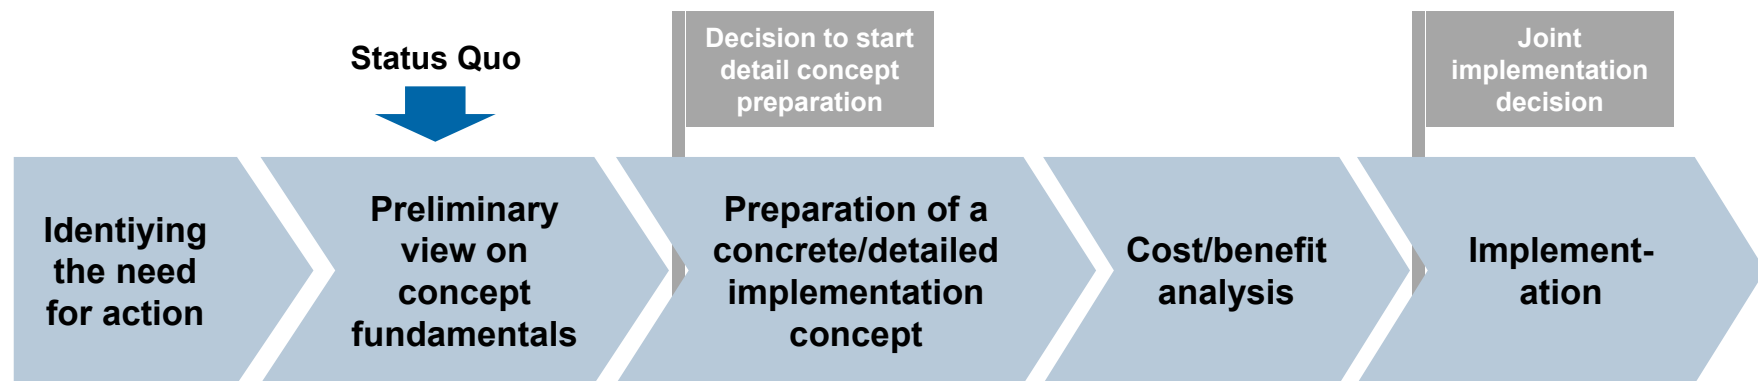 Status Quo
Decision to start
detail concept
preparation
Joint
implementation
decision
Identiying
the need
for action
Preliminary
view on
concept
fundamentals
Preparation of a
concrete/detailed
implementation
concept
Cost/benefit
analysis
Implement-
ation